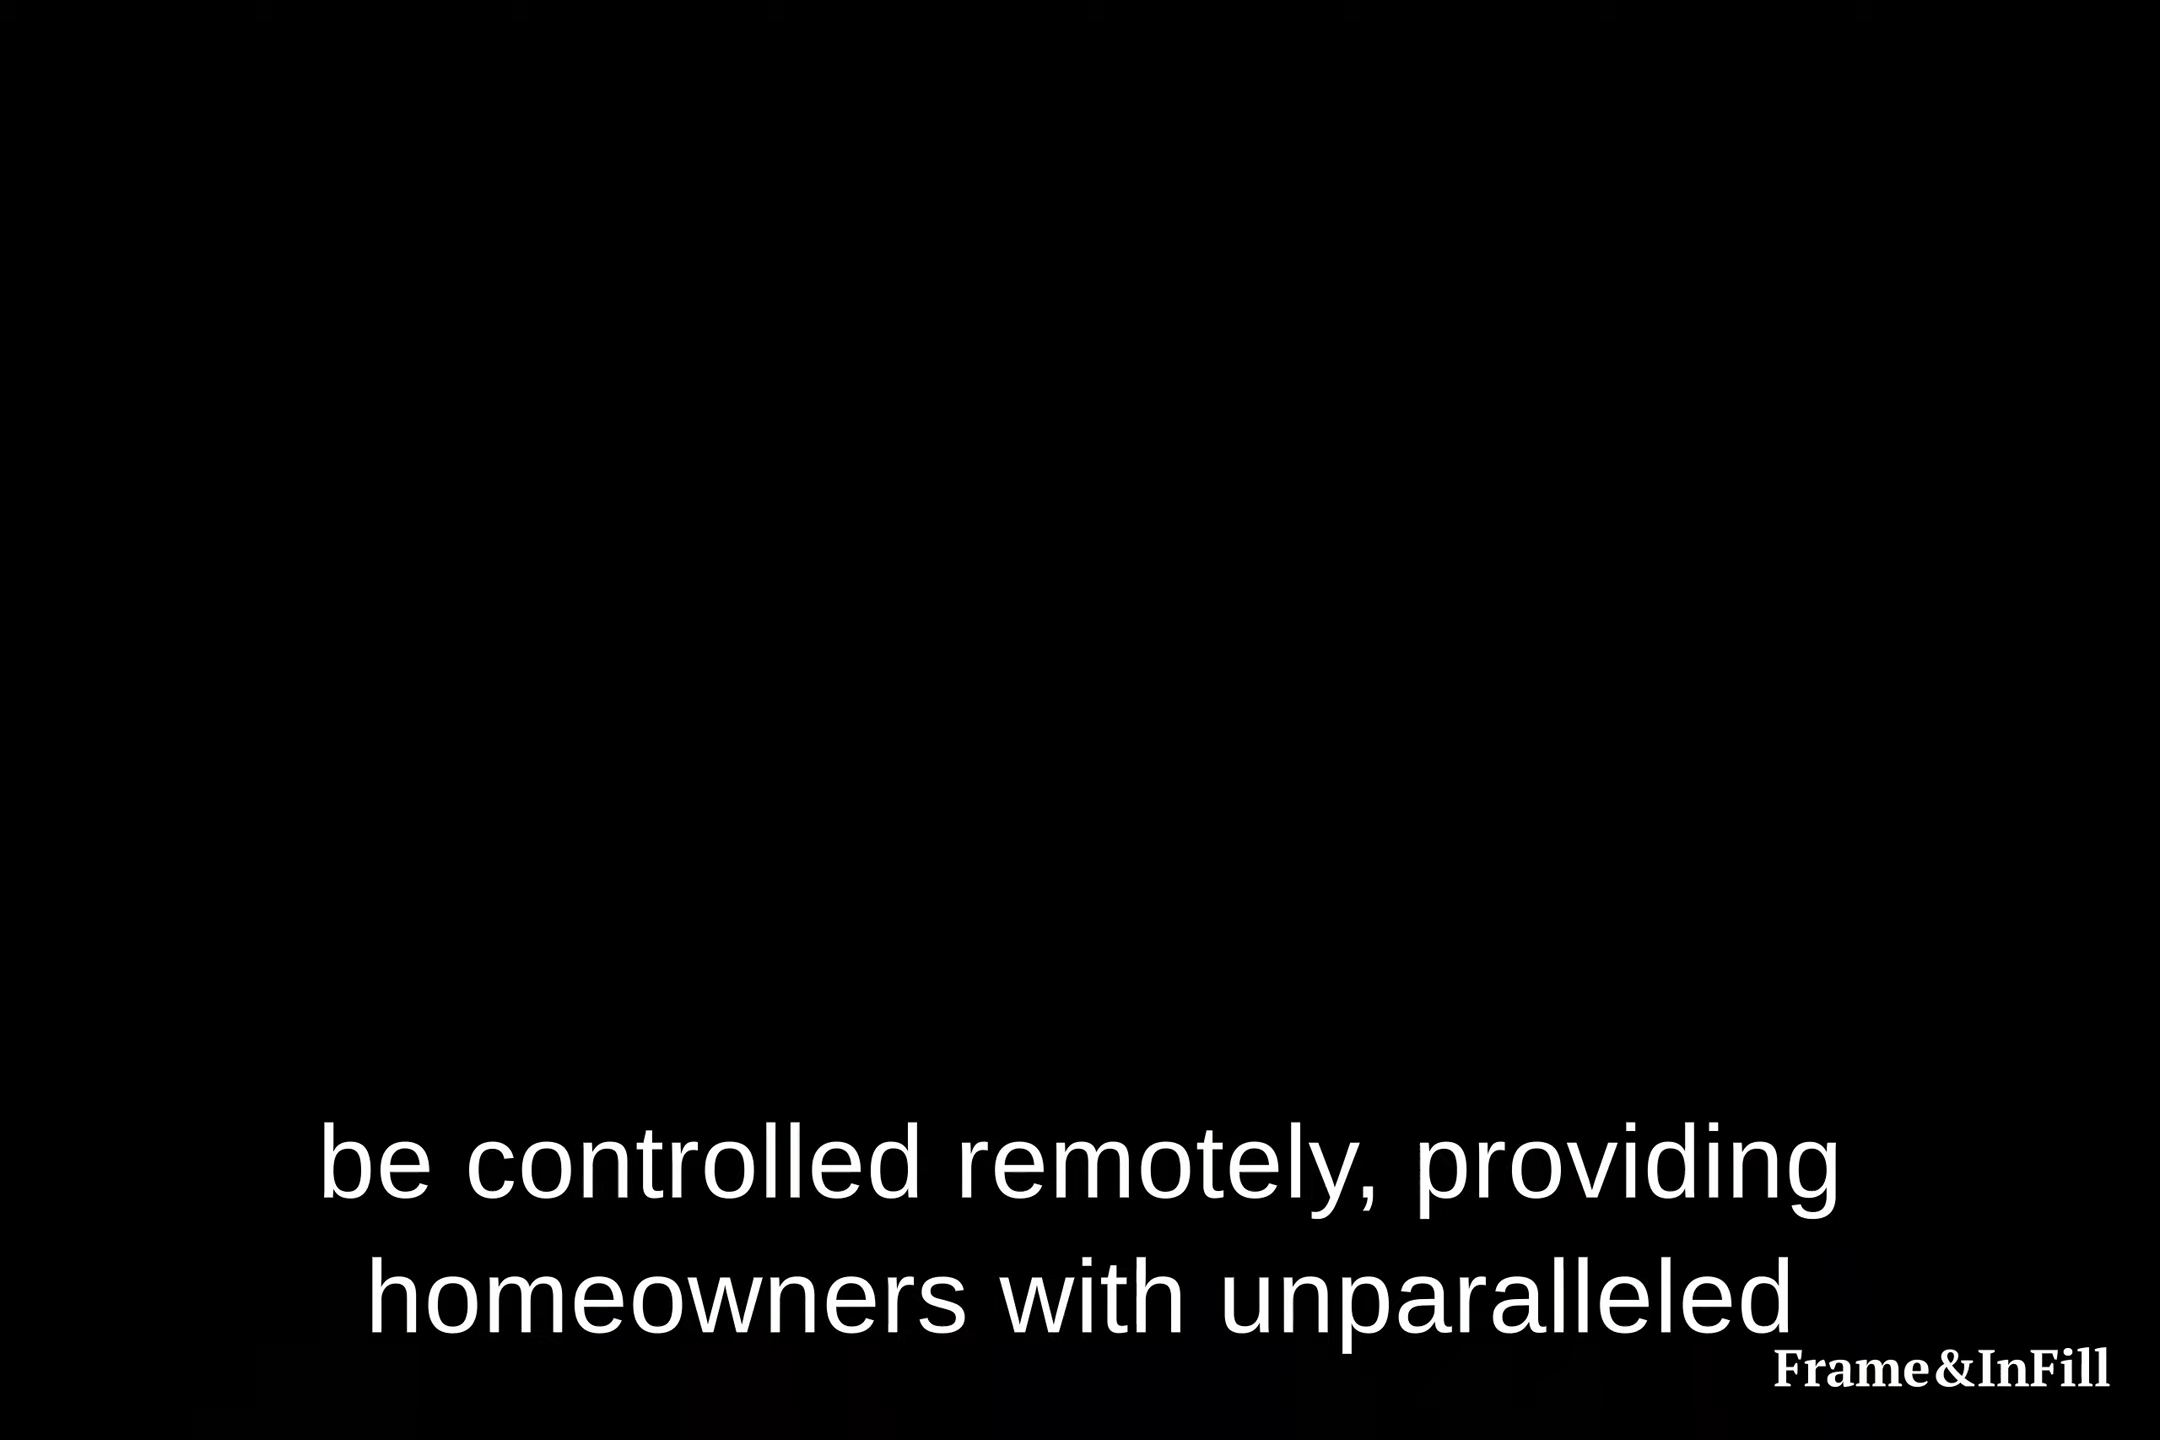 be controlled remotely, providing
homeowners with unparalleled
Frame&InFill